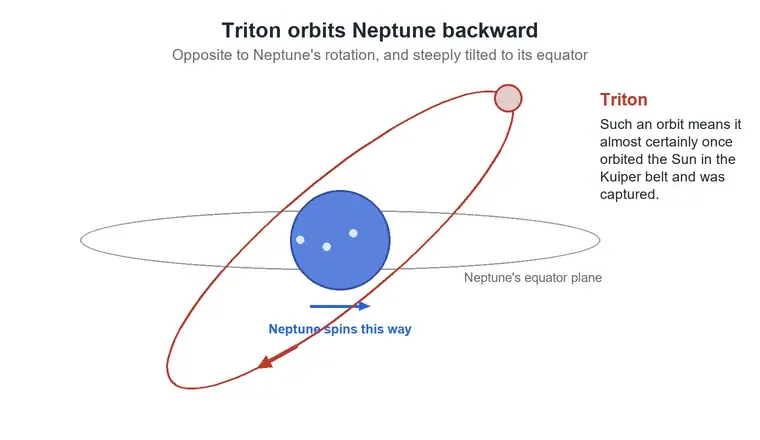 Triton orbits Neptune backward
Opposite to Neptune's rotation, and steeply tilted to its equator
Triton
Such an orbit means it
almost certainly once
orbited the Sun in the
Kuiper belt and was
captured.
Neptune's equator plane
Neptune spins this way